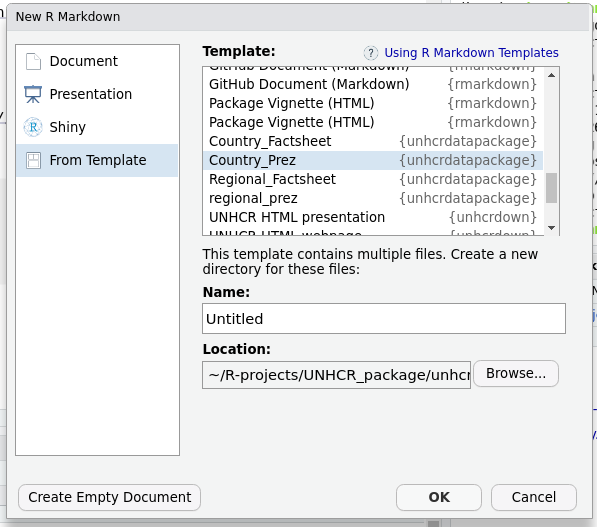 New R Markdown
Document
Presentation
Shiny
From Template
Template:
? Using R Markdown Templates
GitHub Document (Markdown) {rmarkdown}
GitHub Document (Markdown) {rmarkdown}
Package Vignette (HTML) {rmarkdown}
Package Vignette (HTML) {rmarkdown}
Country_Factsheet {unhcrdatapackage}
Country_Prez {unhcrdatapackage}
Regional_Factsheet {unhcrdatapackage}
regional_prez {unhcrdatapackage}
UNHCR HTML presentation {unhcrdown}
UNHCR HTML webpage {unhcrdown}
This template contains multiple files. Create a new
directory for these files:
Name:
Untitled
Location:
~/R-projects/UNHCR_package/unhcr
Browse...
Create Empty Document
OK
Cancel